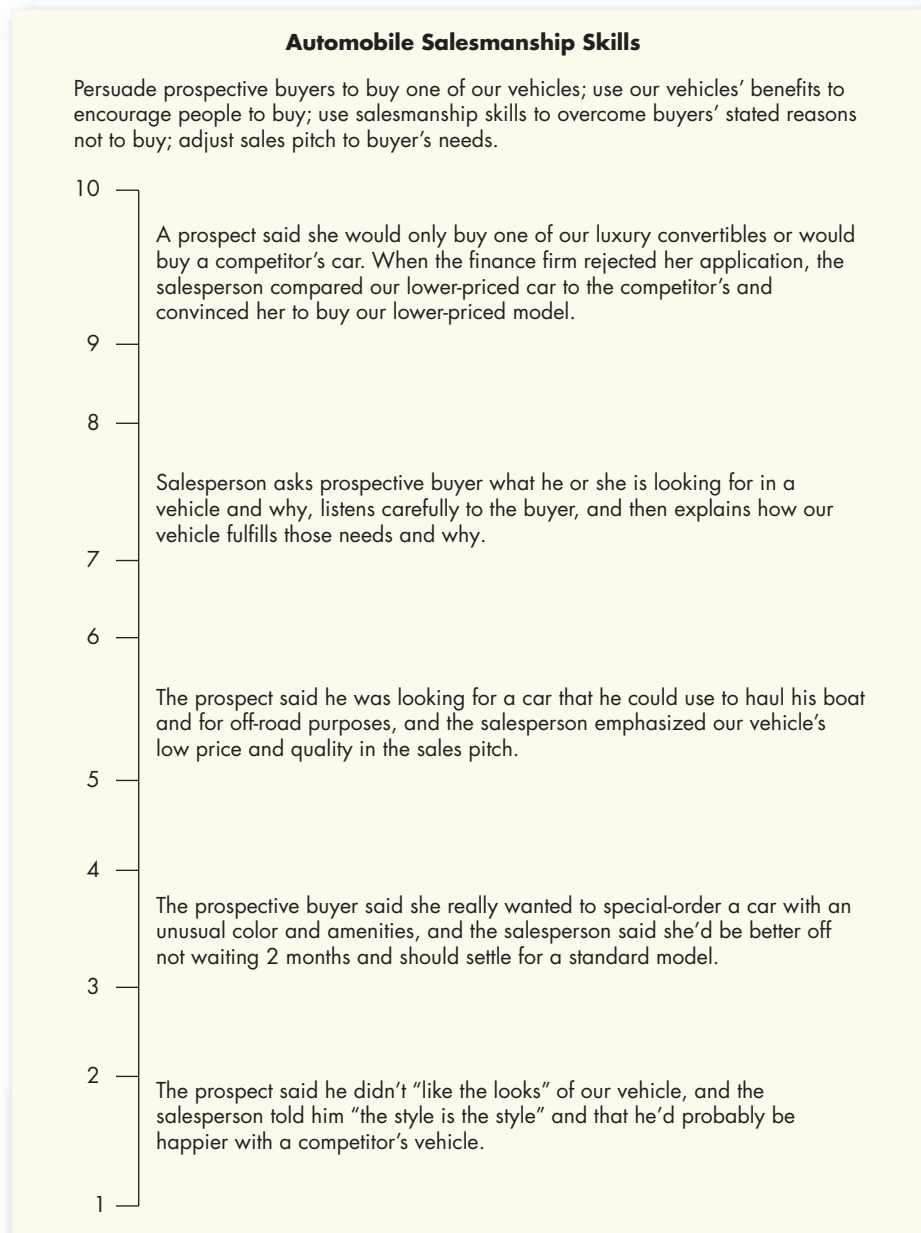 Automobile Salesmanship Skills
Persuade prospective buyers to buy one of our vehicles; use our vehicles’ benefits to
encourage people to buy; use salesmanship skills to overcome buyers’ stated reasons
not to buy; adjust sales pitch to buyer’s needs.
10
A prospect said she would only buy one of our luxury convertibles or would
buy a competitor’s car. When the finance firm rejected her application, the
salesperson compared our lower-priced car to the competitor’s and
convinced her to buy our lower-priced model.
9
8
Salesperson asks prospective buyer what he or she is looking for in a
vehicle and why, listens carefully to the buyer, and then explains how our
vehicle fulfills those needs and why.
7
6
The prospect said he was looking for a car that he could use to haul his boat
and for off-road purposes, and the salesperson emphasized our vehicle’s
low price and quality in the sales pitch.
5
4
The prospective buyer said she really wanted to special-order a car with an
unusual color and amenities, and the salesperson said she’d be better off
not waiting 2 months and should settle for a standard model.
3
2
The prospect said he didn’t “like the looks” of our vehicle, and the
salesperson told him “the style is the style” and that he’d probably be
happier with a competitor’s vehicle.
1